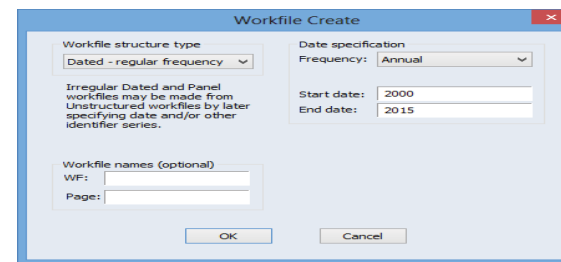 Workfile Create
Workfile structure type
Dated - regular frequency
Irregular Dated and Panel
workfiles may be made from
Unstructured workfiles by later
specifying date and/or other
identifier series.
Date specification
Frequency: Annual
Start date: 2000
End date: 2015
Workfile names (optional)
WF:
Page:
OK Cancel